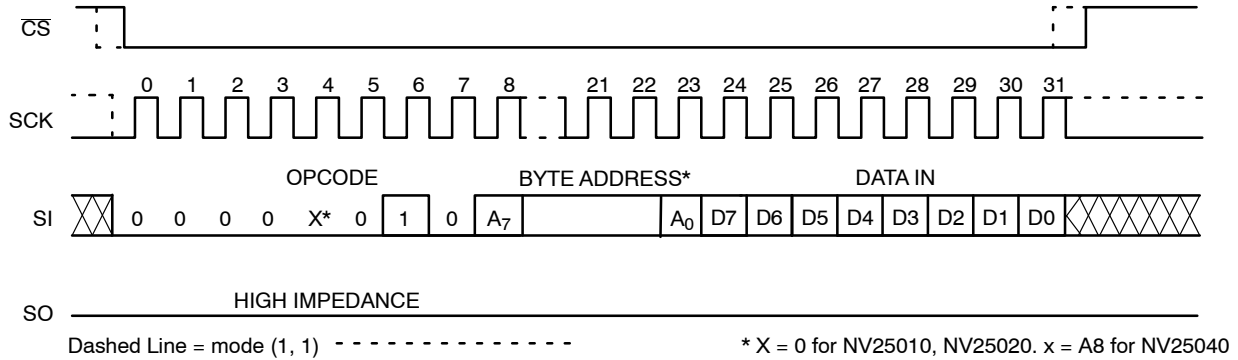 CS
0 1 2 3 4 5 6 7 8 21 22 23 24 25 26 27 28 29 30 31
SCK
OPCODE BYTE ADDRESS* DATA IN
SI 0 0 0 0 X* 0 1 0 A7 A0 D7 D6 D5 D4 D3 D2 D1 D0
HIGH IMPEDANCE
SO
Dashed Line = mode (1, 1) * X = 0 for NV25010, NV25020. x = A8 for NV25040